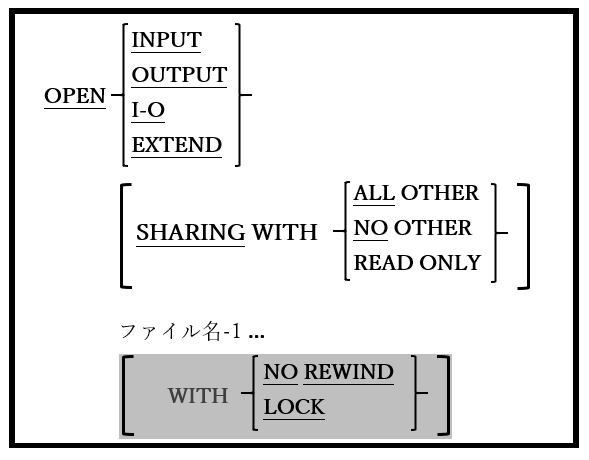 INPUT
OUTPUT
OPEN
I-O
EXTEND
ALL OTHER
SHARING WITH
NO OTHER
READ ONLY
ファイル名-1 ...
NO REWIND
WITH
LOCK